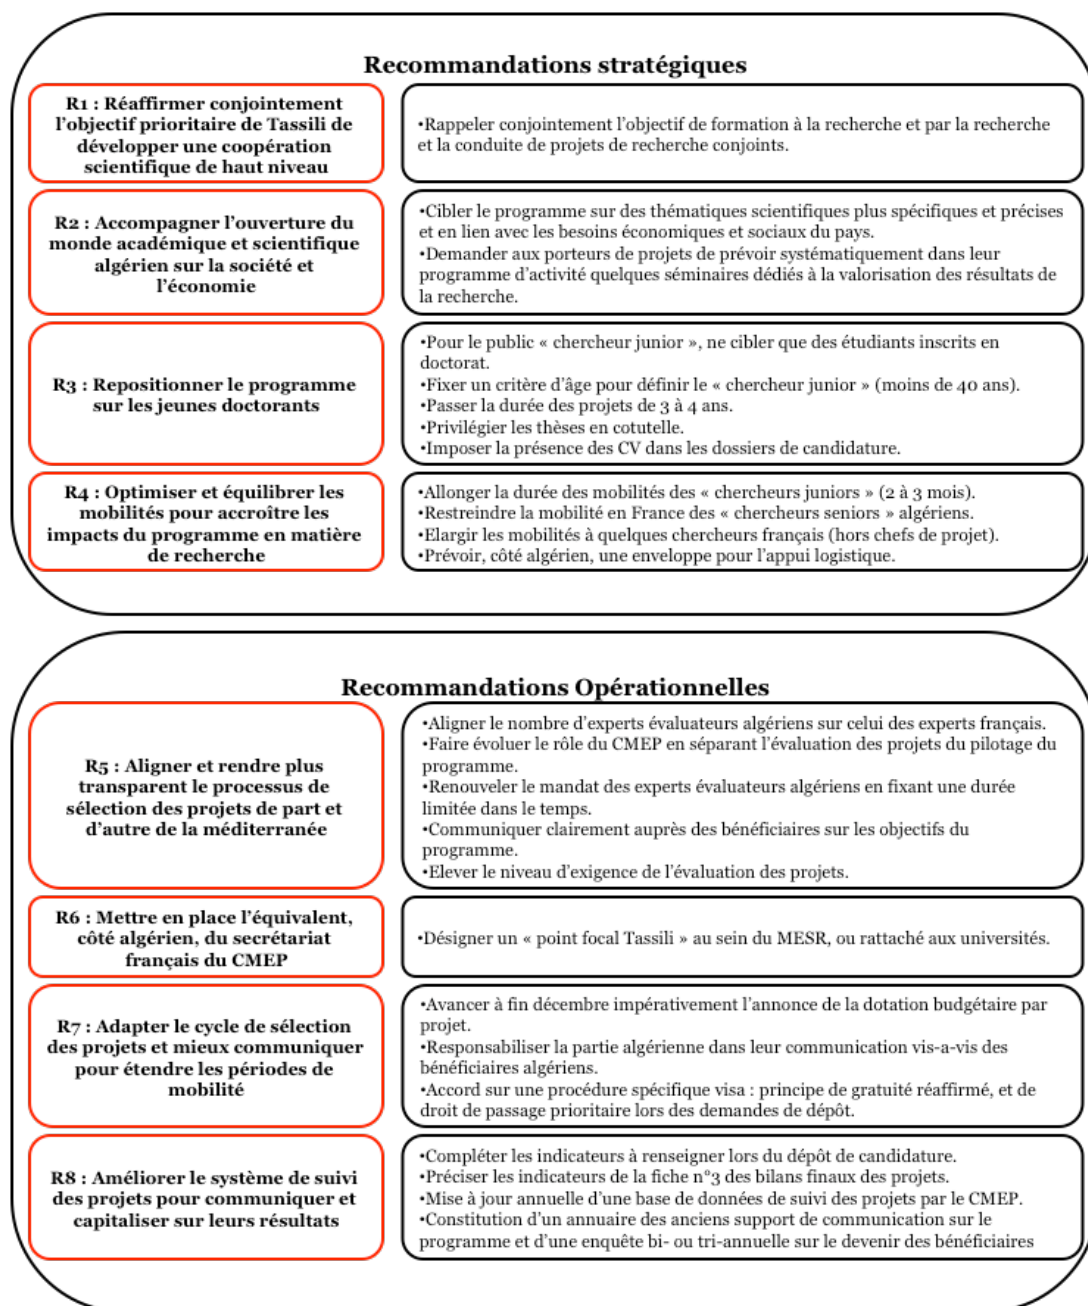 Recommandations stratégiques
R1 : Réaffirmer conjointement
l'objectif prioritaire de Tassili de
développer une coopération
scientifique de haut niveau
•Rappeler conjointement l'objectif de formation à la recherche et par la recherche
et la conduite de projets de recherche conjoints.
R2 : Accompagner l'ouverture du
monde académique et scientifique
algérien sur la société et
l'économie
•Cibler le programme sur des thématiques scientifiques plus spécifiques et précises
et en lien avec les besoins économiques et sociaux du pays.
•Demander aux porteurs de projets de prévoir systématiquement dans leur
programme d'activité quelques séminaires dédiés à la valorisation des résultats de
la recherche.
R3 : Repositionner le programme
sur les jeunes doctorants
•Pour le public « chercheur junior », ne cibler que des étudiants inscrits en
doctorat.
•Fixer un critère d'âge pour définir le « chercheur junior » (moins de 40 ans).
•Passer la durée des projets de 3 à 4 ans.
•Privilégier les thèses en cotutelle.
•Imposer la présence des CV dans les dossiers de candidature.
R4 : Optimiser et équilibrer les
mobilités pour accroître les
impacts du programme en matière
de recherche
•Allonger la durée des mobilités des « chercheurs juniors » (2 à 3 mois).
•Restreindre la mobilité en France des « chercheurs seniors » algériens.
•Elargir les mobilités à quelques chercheurs français (hors chefs de projet).
•Prévoir, côté algérien, une enveloppe pour l'appui logistique.
Recommandations Opérationnelles
R5 : Aligner et rendre plus
transparent le processus de
sélection des projets de part et
d'autre de la méditerranée
•Aligner le nombre d'experts évaluateurs algériens sur celui des experts français.
•Faire évoluer le rôle du CMEP en séparant l'évaluation des projets du pilotage du
programme.
•Renouveler le mandat des experts évaluateurs algériens en fixant une durée
limitée dans le temps.
•Communiquer clairement auprès des bénéficiaires sur les objectifs du
programme.
•Elever le niveau d'exigence de l'évaluation des projets.
R6 : Mettre en place l'équivalent,
côté algérien, du secrétariat
français du CMEP
•Désigner un « point focal Tassili » au sein du MESR, ou rattaché aux universités.
R7 : Adapter le cycle de sélection
des projets et mieux communiquer
pour étendre les périodes de
mobilité
•Avancer à fin décembre impérativement l'annonce de la dotation budgétaire par
projet.
•Responsabiliser la partie algérienne dans leur communication vis-a-vis des
bénéficiaires algériens.
•Accord sur une procédure spécifique visa : principe de gratuité réaffirmé, et de
droit de passage prioritaire lors des demandes de dépôt.
R8 : Améliorer le système de suivi
des projets pour communiquer et
capitaliser sur leurs résultats
•Compléter les indicateurs à renseigner lors du dépôt de candidature.
•Préciser les indicateurs de la fiche n°3 des bilans finaux des projets.
•Mise à jour annuelle d'une base de données de suivi des projets par le CMEP.
•Constitution d'un annuaire des anciens support de communication sur le
programme et d'une enquête bi- ou tri-annuelle sur le devenir des bénéficiaires